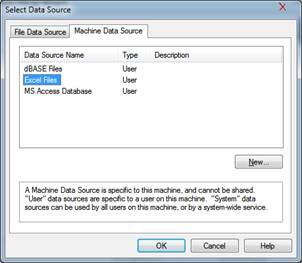 Select Data Source
File Data Source Machine Data Source
Data Source Name Type Description
dBASE Files User
Excel Files User
MS Access Database User
New...
A Machine Data Source is specific to this machine, and cannot be shared.
"User" data sources are specific to a user on this machine. "System" data
sources can be used by all users on this machine, or by a system-wide service.
OK Cancel Help